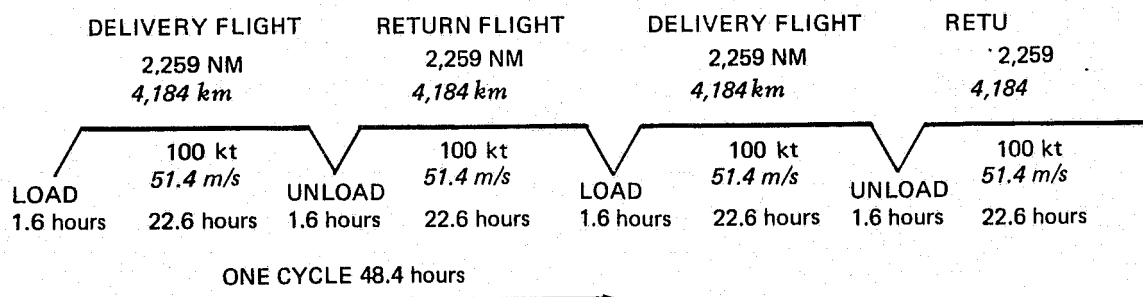 DELIVERY FLIGHT RETURN FLIGHT DELIVERY FLIGHT RETU
2,259 NM 2,259 NM 2,259 NM 2,259
4,184 km 4,184 km 4,184 km 4,184
100 kt 100 kt 100 kt 100 kt
51.4 m/s 51.4 m/s 51.4 m/s 51.4 m/s
LOAD UNLOAD LOAD UNLOAD
1.6 hours 22.6 hours 1.6 hours 22.6 hours 1.6 hours 22.6 hours 1.6 hours 22.6 hours
ONE CYCLE 48.4 hours